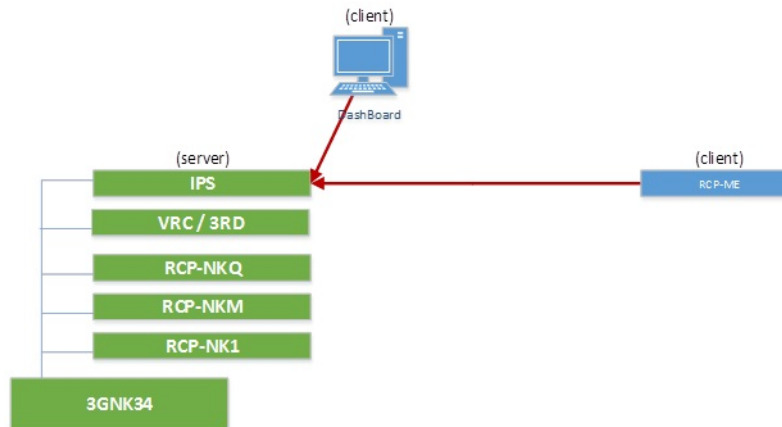 (client)
DashBoard
(server)
IPS
(client)
RCP-ME
VRC / 3RD
RCP-NKQ
RCP-NKM
RCP-NK1
3GNK34